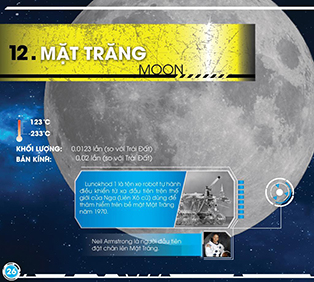 12. MẶT TRĂNG
MOON
123°C
-233°C
KHỐI LƯỢNG: 0.0123 lần (so với Trái Đất)
BÁN KÍNH: 0.02 lần (so với Trái Đất)
Lunokhod 1 là tên xe robot tự hành
điều khiển từ xa đầu tiên trên thế
giới của Nga (Liên Xô cũ) dùng để
thám hiểm trên bề mặt Mặt Trăng
năm 1970.
Neil Armstrong là người đầu tiên
đặt chân lên Mặt Trăng.
26